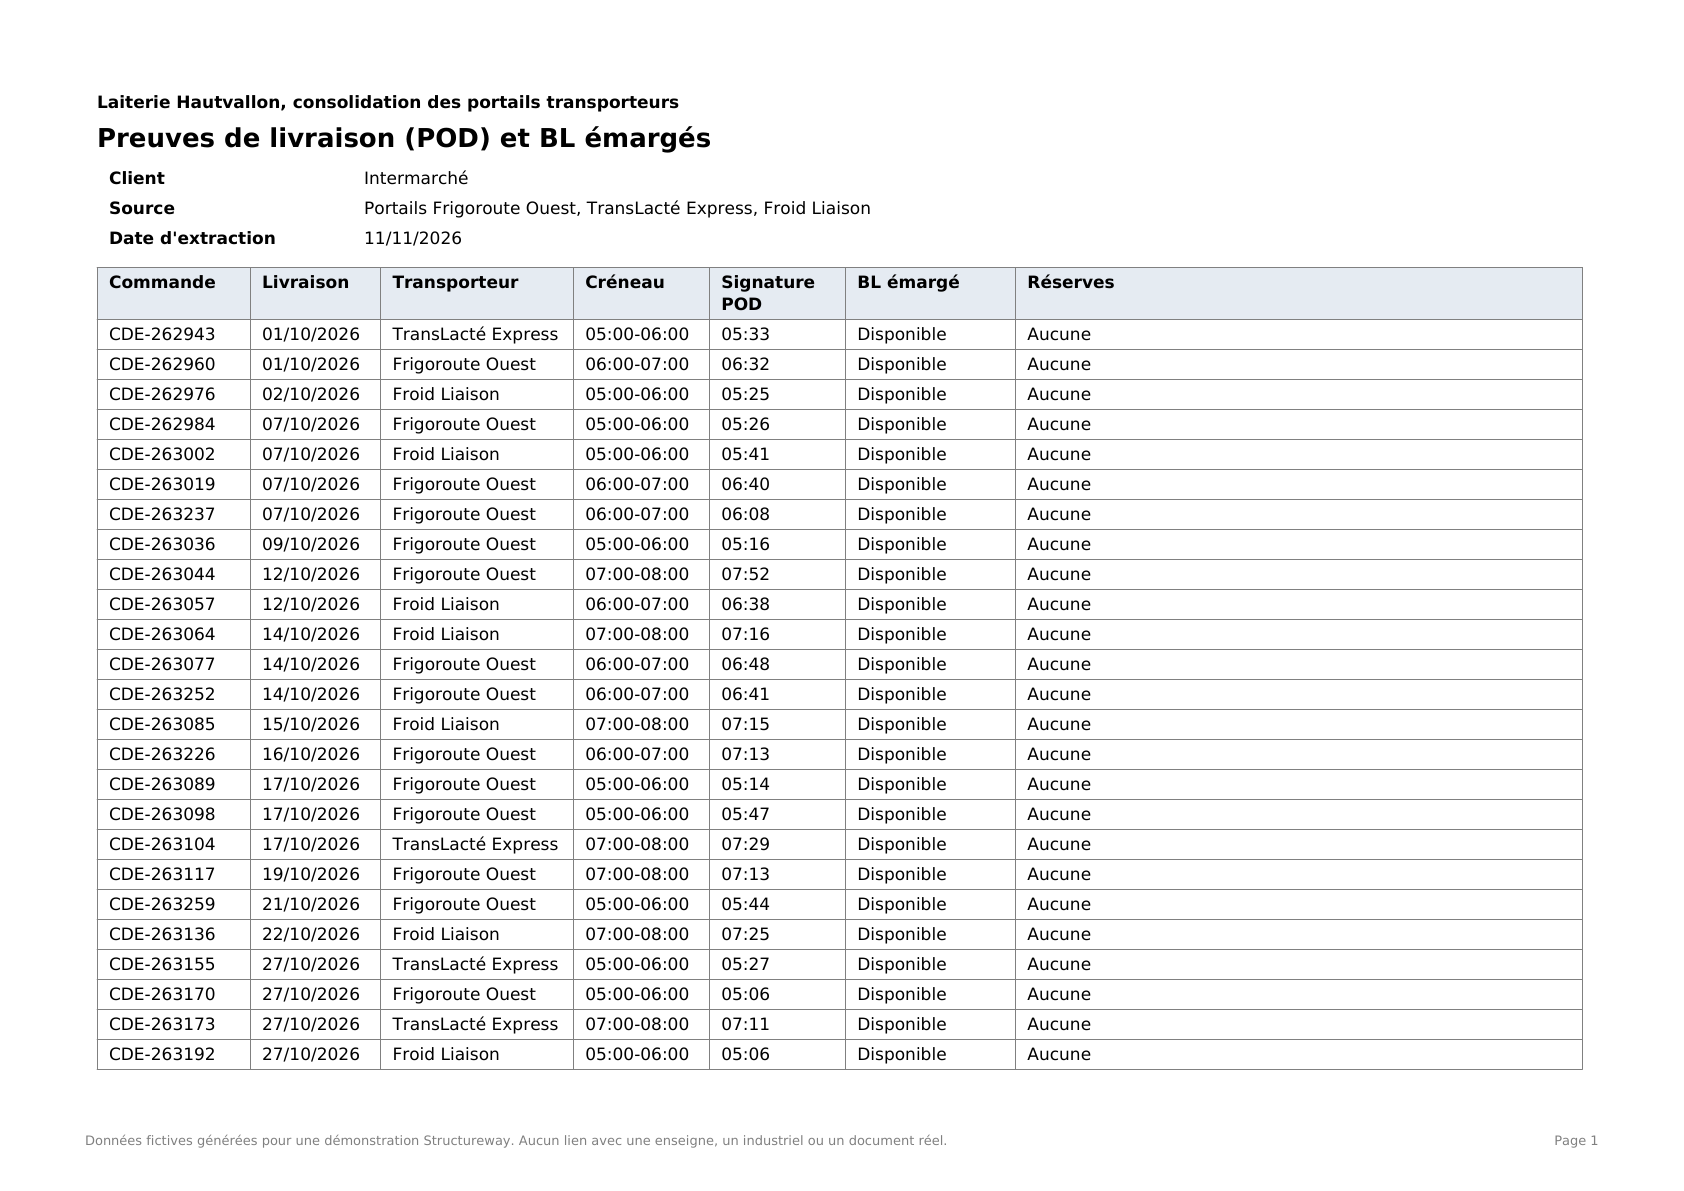 Laiterie Hautvallon, consolidation des portails transporteurs
Preuves de livraison (POD) et BL émargés
Client Intermarché
Source Portails Frigoroute Ouest, TransLacté Express, Froid Liaison
Date d'extraction 11/11/2026
Commande Livraison Transporteur Créneau Signature POD BL émargé Réserves
CDE-262943 01/10/2026 TransLacté Express 05:00-06:00 05:33 Disponible Aucune
CDE-262960 01/10/2026 Frigoroute Ouest 06:00-07:00 06:32 Disponible Aucune
CDE-262976 02/10/2026 Froid Liaison 05:00-06:00 05:25 Disponible Aucune
CDE-262984 07/10/2026 Frigoroute Ouest 05:00-06:00 05:26 Disponible Aucune
CDE-263002 07/10/2026 Froid Liaison 05:00-06:00 05:41 Disponible Aucune
CDE-263019 07/10/2026 Frigoroute Ouest 06:00-07:00 06:40 Disponible Aucune
CDE-263237 07/10/2026 Frigoroute Ouest 06:00-07:00 06:08 Disponible Aucune
CDE-263036 09/10/2026 Frigoroute Ouest 05:00-06:00 05:16 Disponible Aucune
CDE-263044 12/10/2026 Frigoroute Ouest 07:00-08:00 07:52 Disponible Aucune
CDE-263057 12/10/2026 Froid Liaison 06:00-07:00 06:38 Disponible Aucune
CDE-263064 14/10/2026 Froid Liaison 07:00-08:00 07:16 Disponible Aucune
CDE-263077 14/10/2026 Frigoroute Ouest 06:00-07:00 06:48 Disponible Aucune
CDE-263252 14/10/2026 Frigoroute Ouest 06:00-07:00 06:41 Disponible Aucune
CDE-263085 15/10/2026 Froid Liaison 07:00-08:00 07:15 Disponible Aucune
CDE-263226 16/10/2026 Frigoroute Ouest 06:00-07:00 07:13 Disponible Aucune
CDE-263089 17/10/2026 Frigoroute Ouest 05:00-06:00 05:14 Disponible Aucune
CDE-263098 17/10/2026 Frigoroute Ouest 05:00-06:00 05:47 Disponible Aucune
CDE-263104 17/10/2026 TransLacté Express 07:00-08:00 07:29 Disponible Aucune
CDE-263117 19/10/2026 Frigoroute Ouest 07:00-08:00 07:13 Disponible Aucune
CDE-263259 21/10/2026 Frigoroute Ouest 05:00-06:00 05:44 Disponible Aucune
CDE-263136 22/10/2026 Froid Liaison 07:00-08:00 07:25 Disponible Aucune
CDE-263155 27/10/2026 TransLacté Express 05:00-06:00 05:27 Disponible Aucune
CDE-263170 27/10/2026 Frigoroute Ouest 05:00-06:00 05:06 Disponible Aucune
CDE-263173 27/10/2026 TransLacté Express 07:00-08:00 07:11 Disponible Aucune
CDE-263192 27/10/2026 Froid Liaison 05:00-06:00 05:06 Disponible Aucune
Données fictives générées pour une démonstration Structureway. Aucun lien avec une enseigne, un industriel ou un document réel. Page 1